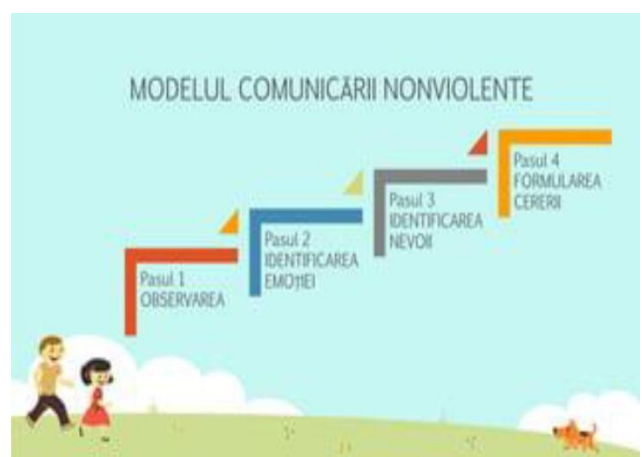 MODELUL COMUNICĂRII NONVIOLENTE
Pasul 1
OBSERVAREA
Pasul 2
IDENTIFICAREA
EMOȚIEI
Pasul 3
IDENTIFICAREA
NEVOII
Pasul 4
FORMULAREA
CERERII